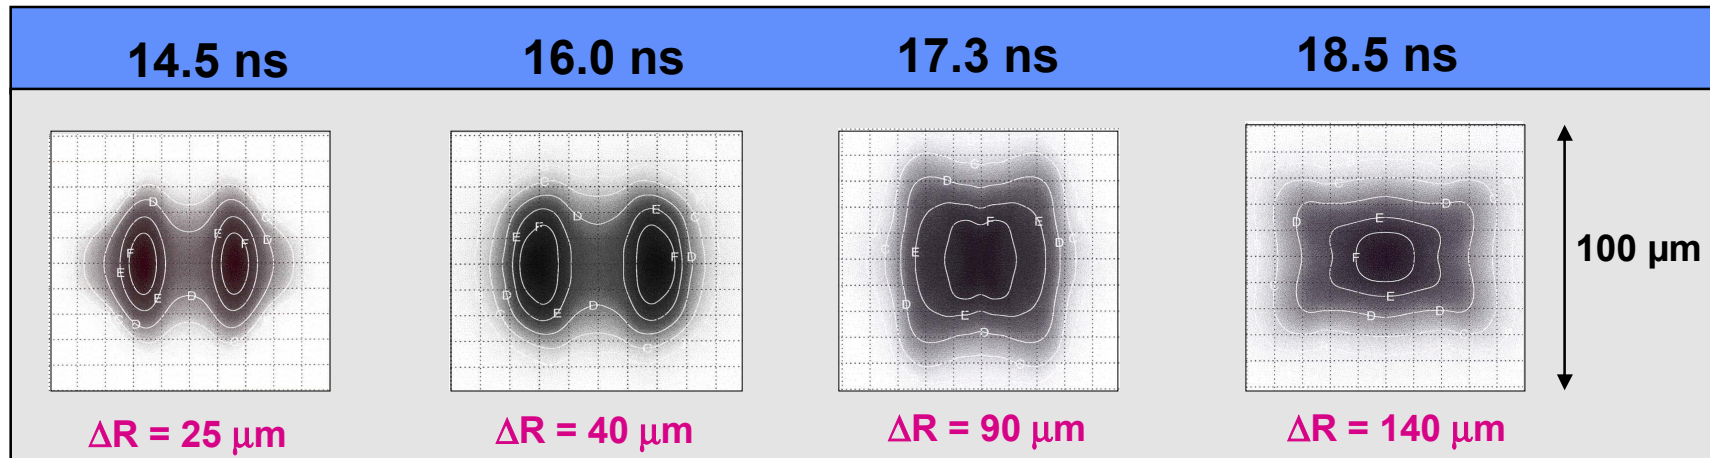 14.5 ns 16.0 ns 17.3 ns 18.5 ns
C D C E F D F E E D D C
C D E E C F F D D D E C
C D F E D C E D E D C
C D D E F E D D C
100 µm
ΔR = 25 µm ΔR = 40 µm ΔR = 90 µm ΔR = 140 µm